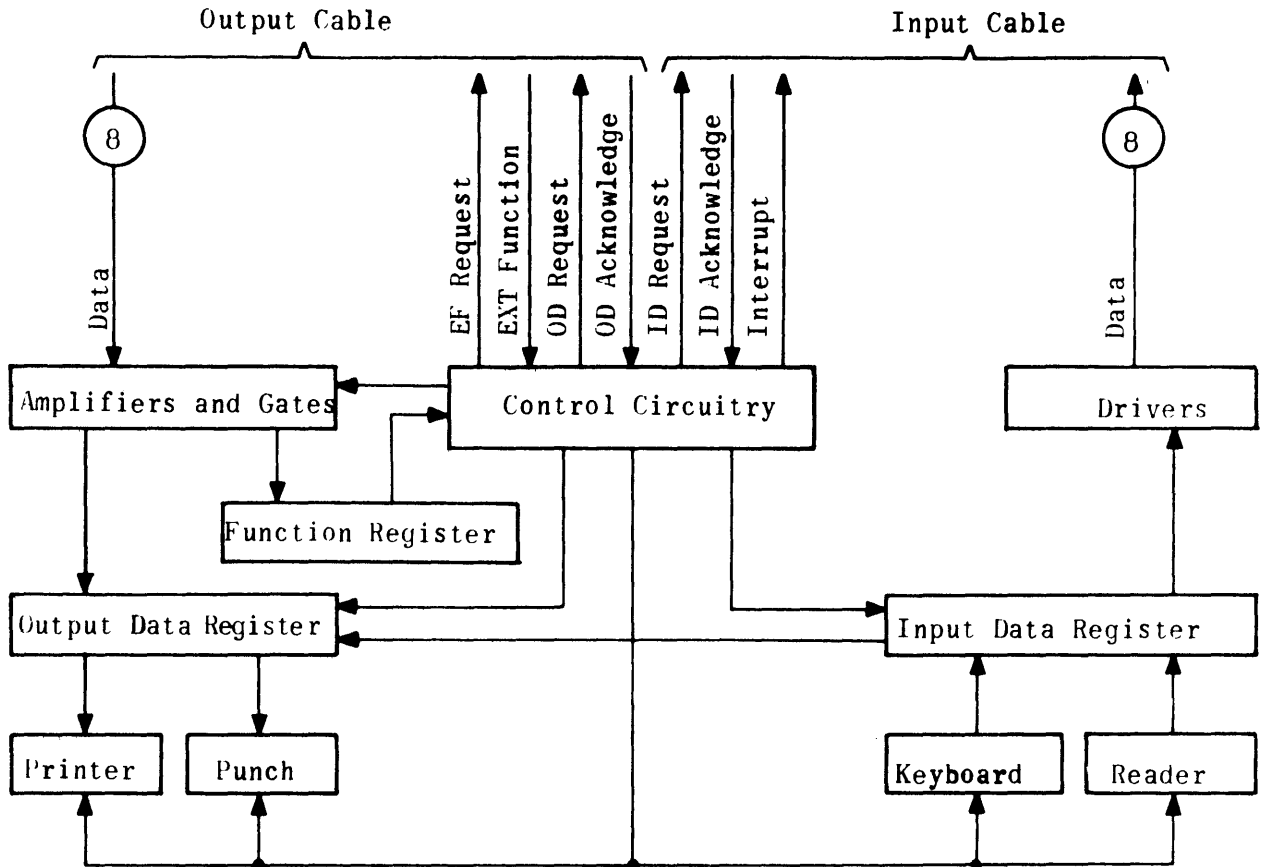 Output Cable
Input Cable
8
8
Data
EF Request
EXT Function
OD Request
OD Acknowledge
ID Request
ID Acknowledge
Interrupt
Data
Amplifiers and Gates
Control Circuitry
Drivers
Function Register
Output Data Register
Input Data Register
Printer
Punch
Keyboard
Reader